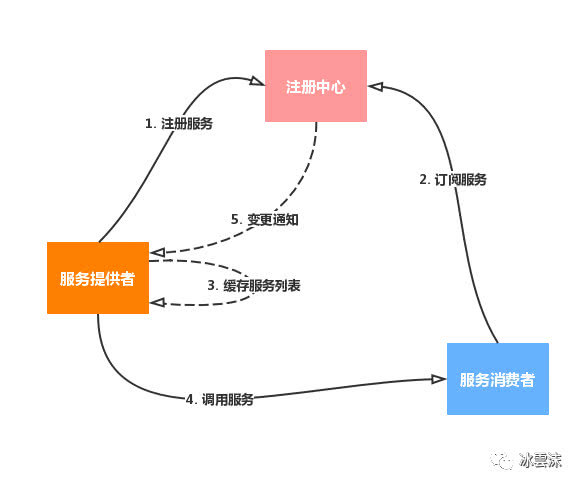 注册中心
1. 注册服务
2. 订阅服务
5. 变更通知
服务提供者
3. 缓存服务列表
服务消费者
4. 调用服务
冰雲沫